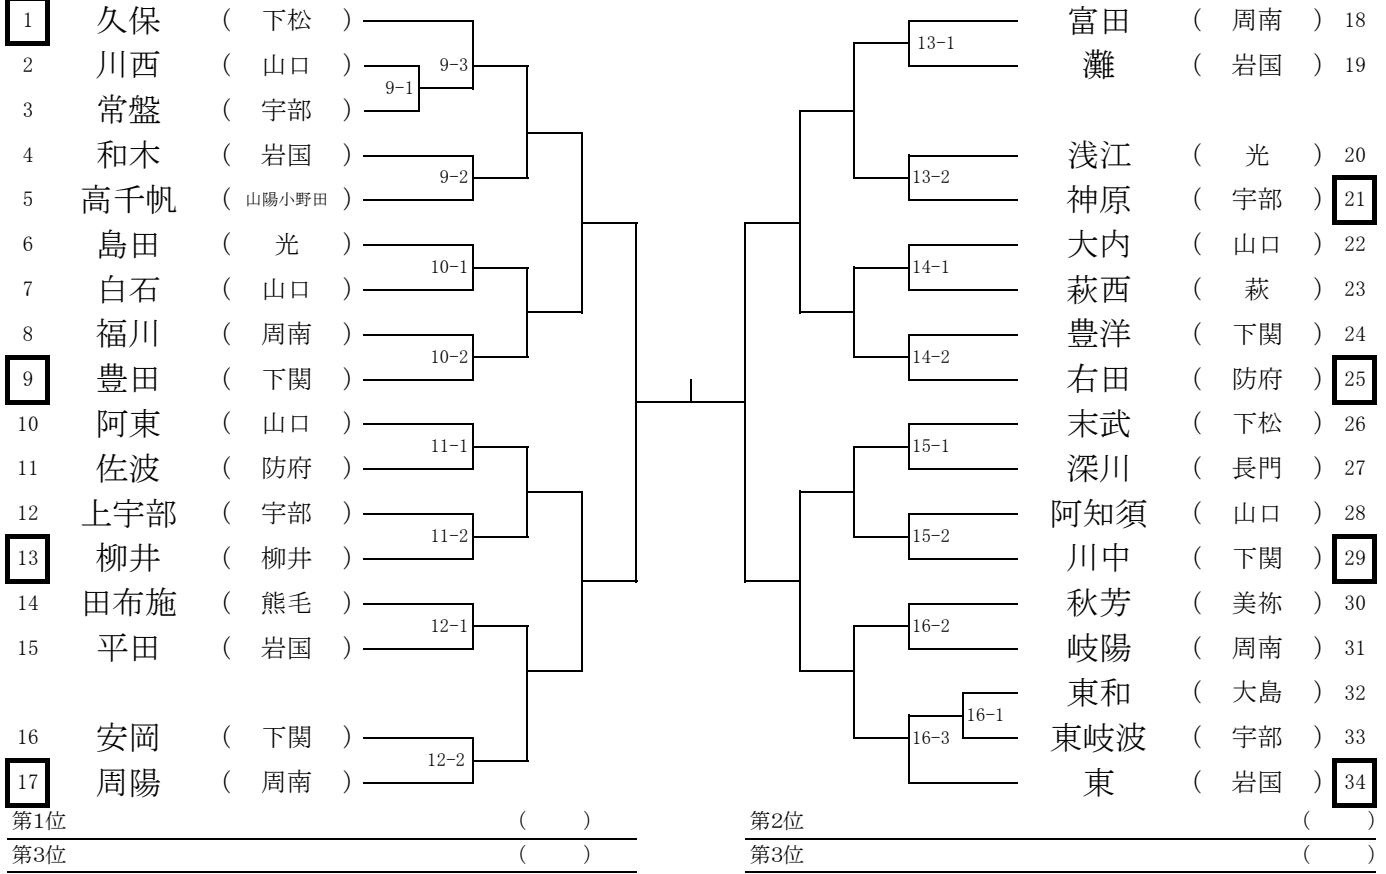 1 久保 ( 下松 )
2 川西 ( 山口 )
3 常盤 ( 宇部 )
4 和木 ( 岩国 )
5 高千帆 ( 山陽小野田 )
6 島田 ( 光 )
7 白石 ( 山口 )
8 福川 ( 周南 )
9 豊田 ( 下関 )
10 阿東 ( 山口 )
11 佐波 ( 防府 )
12 上宇部 ( 宇部 )
13 柳井 ( 柳井 )
14 田布施 ( 熊毛 )
15 平田 ( 岩国 )
16 安岡 ( 下関 )
17 周陽 ( 周南 )
9-3
9-1
9-2
10-1
10-2
11-1
11-2
12-1
12-2
13-1
13-2
14-1
14-2
15-1
15-2
16-2
16-1
16-3
富田 ( 周南 ) 18
灘 ( 岩国 ) 19
浅江 ( 光 ) 20
神原 ( 宇部 ) 21
大内 ( 山口 ) 22
萩西 ( 萩 ) 23
豊洋 ( 下関 ) 24
右田 ( 防府 ) 25
末武 ( 下松 ) 26
深川 ( 長門 ) 27
阿知須 ( 山口 ) 28
川中 ( 下関 ) 29
秋芳 ( 美祢 ) 30
岐陽 ( 周南 ) 31
東和 ( 大島 ) 32
東岐波 ( 宇部 ) 33
東 ( 岩国 ) 34
第1位 ( )
第3位 ( )
第2位 ( )
第3位 ( )